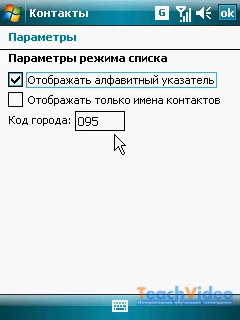 Контакты G ok
Параметры
Параметры режима списка
Отображать алфавитный указатель
Отображать только имена контактов
Код города: 095
TeachVideo